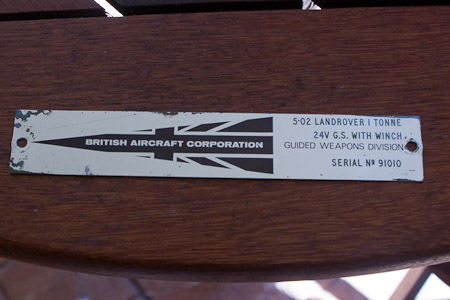 BRITISH AIRCRAFT CORPORATION
5·02 LANDROVER 1 TONNE
24V G.S. WITH WINCH
GUIDED WEAPONS DIVISION
SERIAL Nº 91010